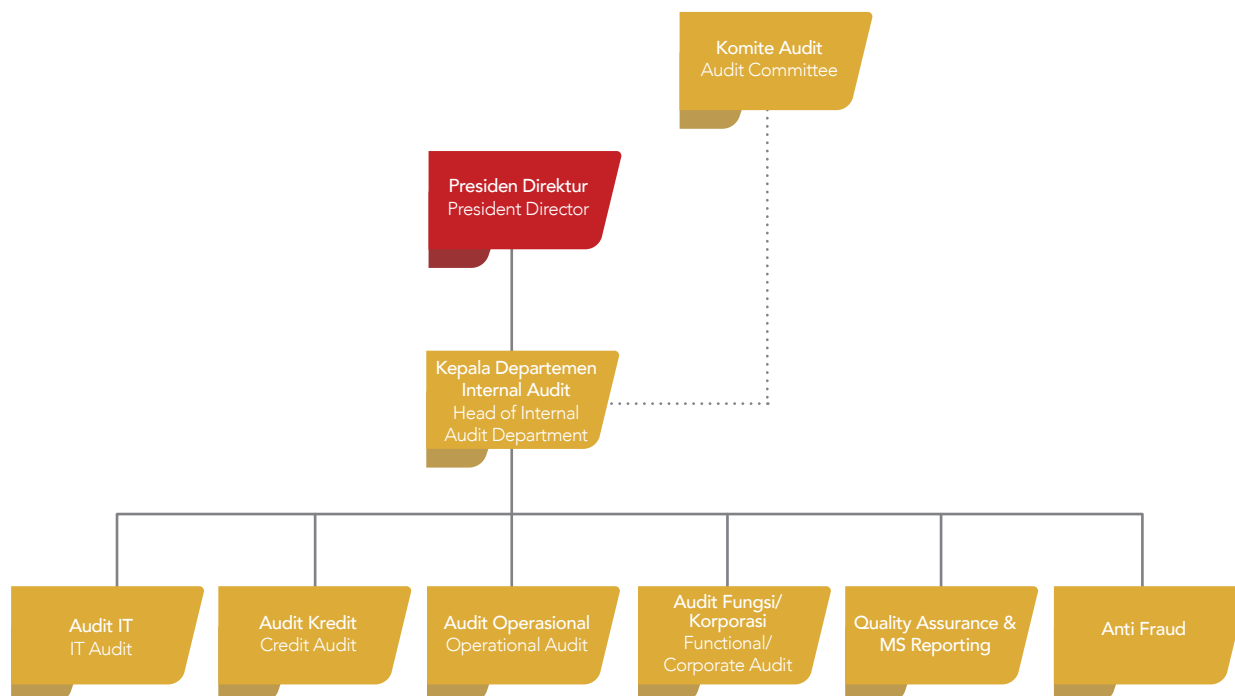 Komite Audit
Audit Committee
Presiden Direktur
President Director
Kepala Departemen
Internal Audit
Head of Internal
Audit Department
Audit IT
IT Audit
Audit Kredit
Credit Audit
Audit Operasional
Operational Audit
Audit Fungsi/
Korporasi
Functional/
Corporate Audit
Quality Assurance &
MS Reporting
Anti Fraud